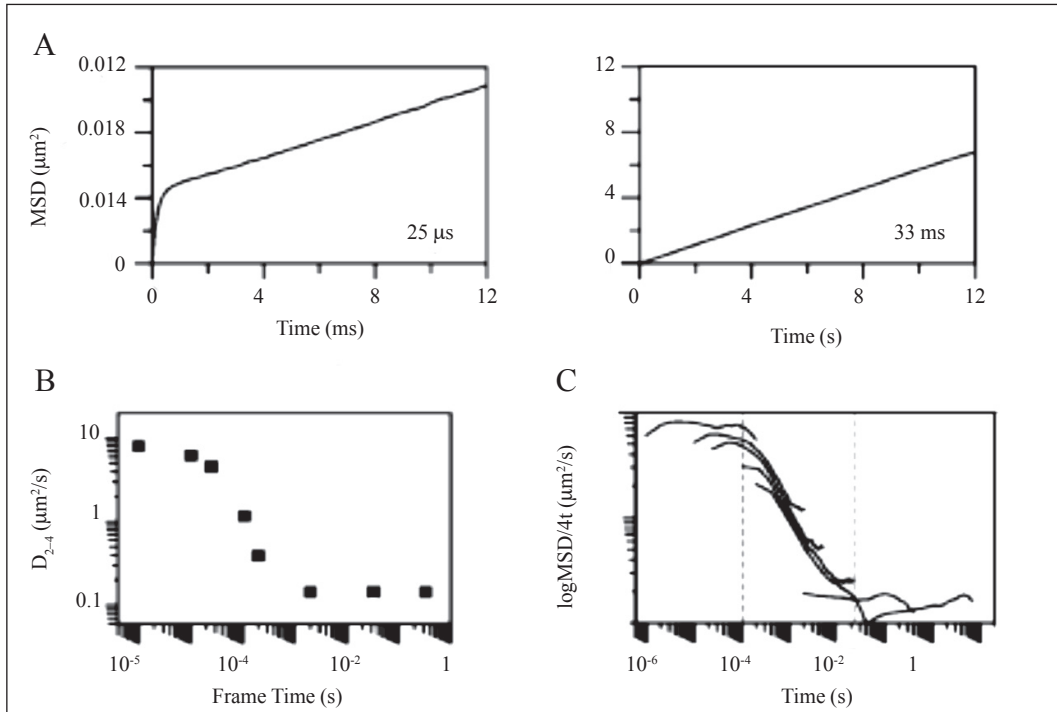 A
MSD (μm²)
0.012
0.018
0.014
0
25 μs
0 4 8 12
Time (ms)
12
8
4
0
33 ms
0 4 8 12
Time (s)
B
D₂₋₄ (μm²/s)
10
1
0.1
10⁻⁵ 10⁻⁴ 10⁻² 1
Frame Time (s)
C
logMSD/4t (μm²/s)
10⁻⁶ 10⁻⁴ 10⁻² 1
Time (s)